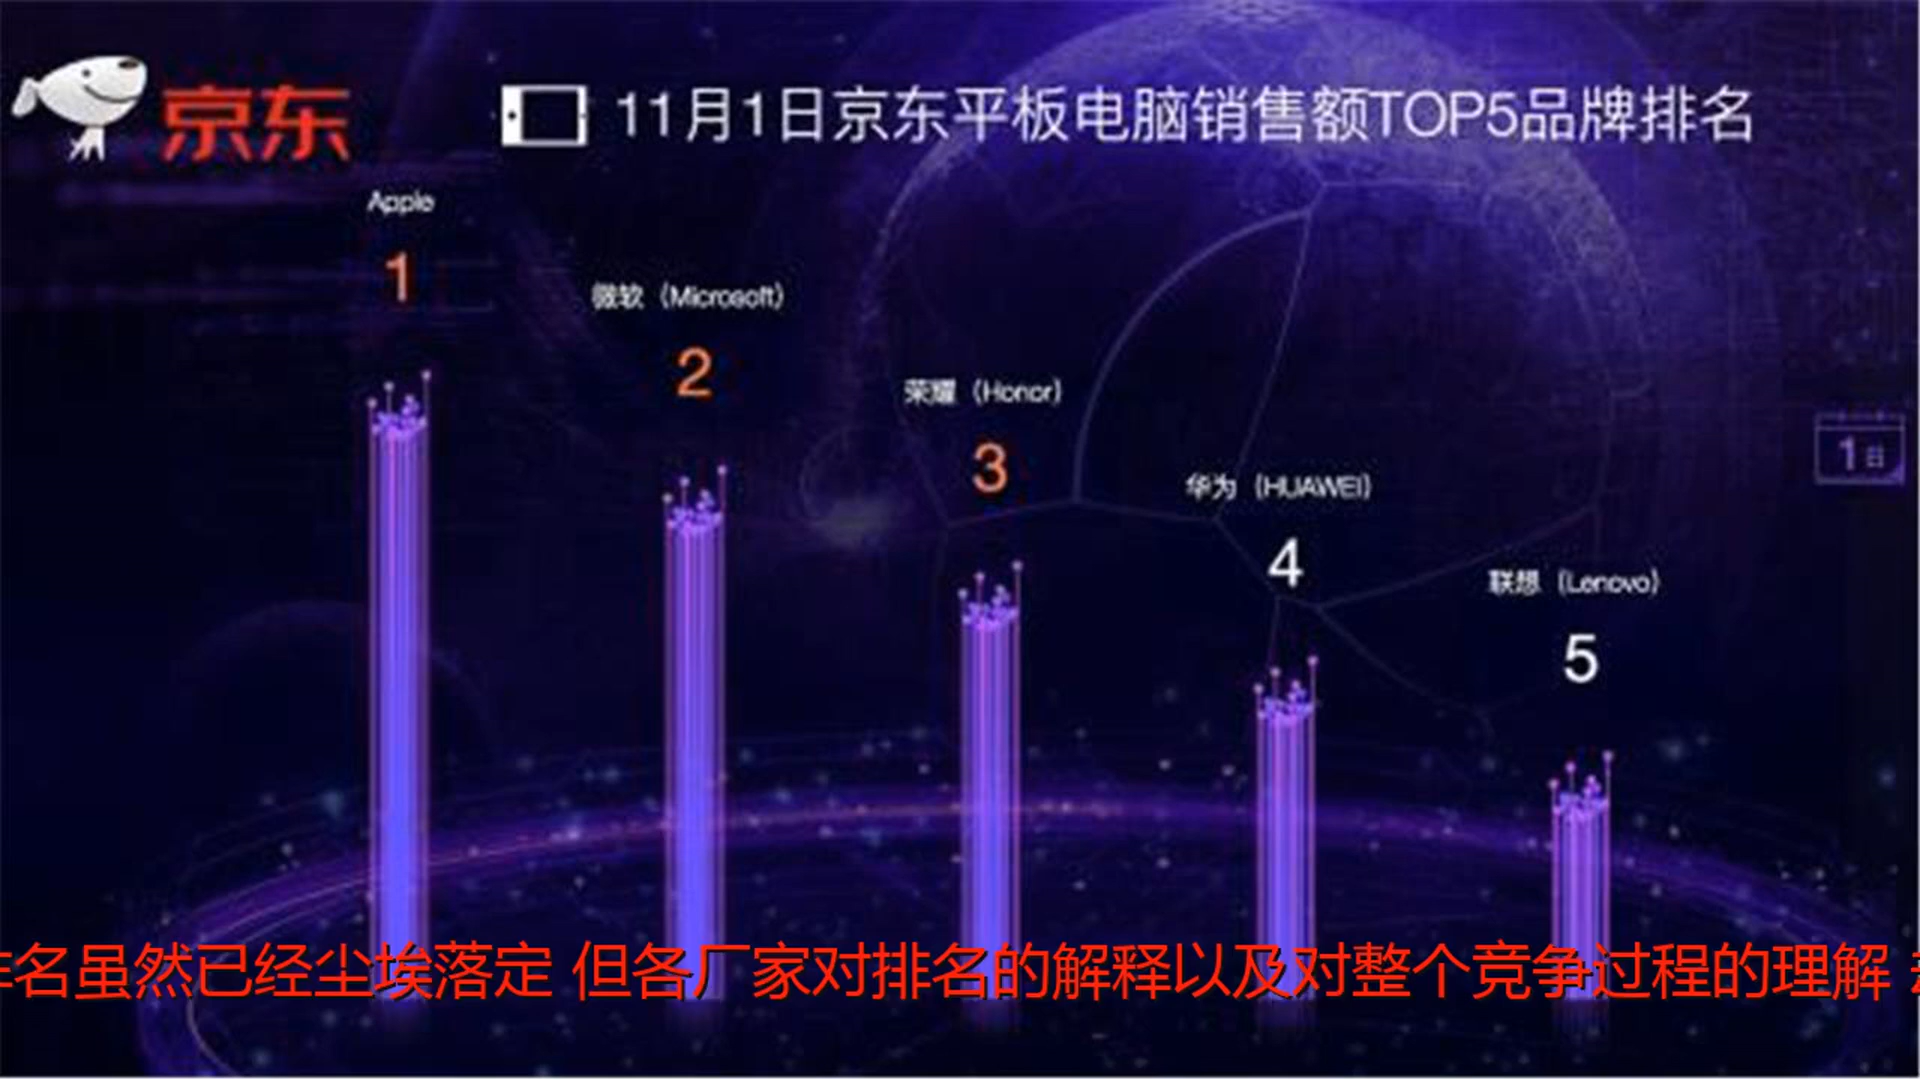 京东
11月1日京东平板电脑销售额TOP5品牌排名
Apple
1
微软（Microsoft）
2
荣耀（Honor）
3
华为（HUAWEI）
4
联想（Lenovo）
5
1日
名虽然已经尘埃落定 但各厂家对排名的解释以及对整个竞争过程的理解